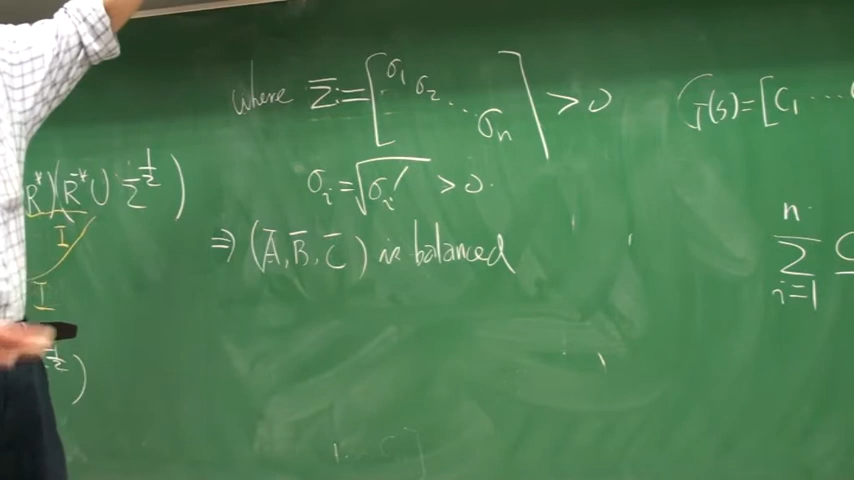 where Σ := [σ₁ σ₂ ⋱ σₙ] > 0
σᵢ = √σᵢ′ > 0.
⇒ (A̅, B̅, C̅) is balanced
R*)(R⁻*U Σ^(-1/2))
I
I
-1/2)
G(s) = [C₁ ...
n
Σ C
i=1